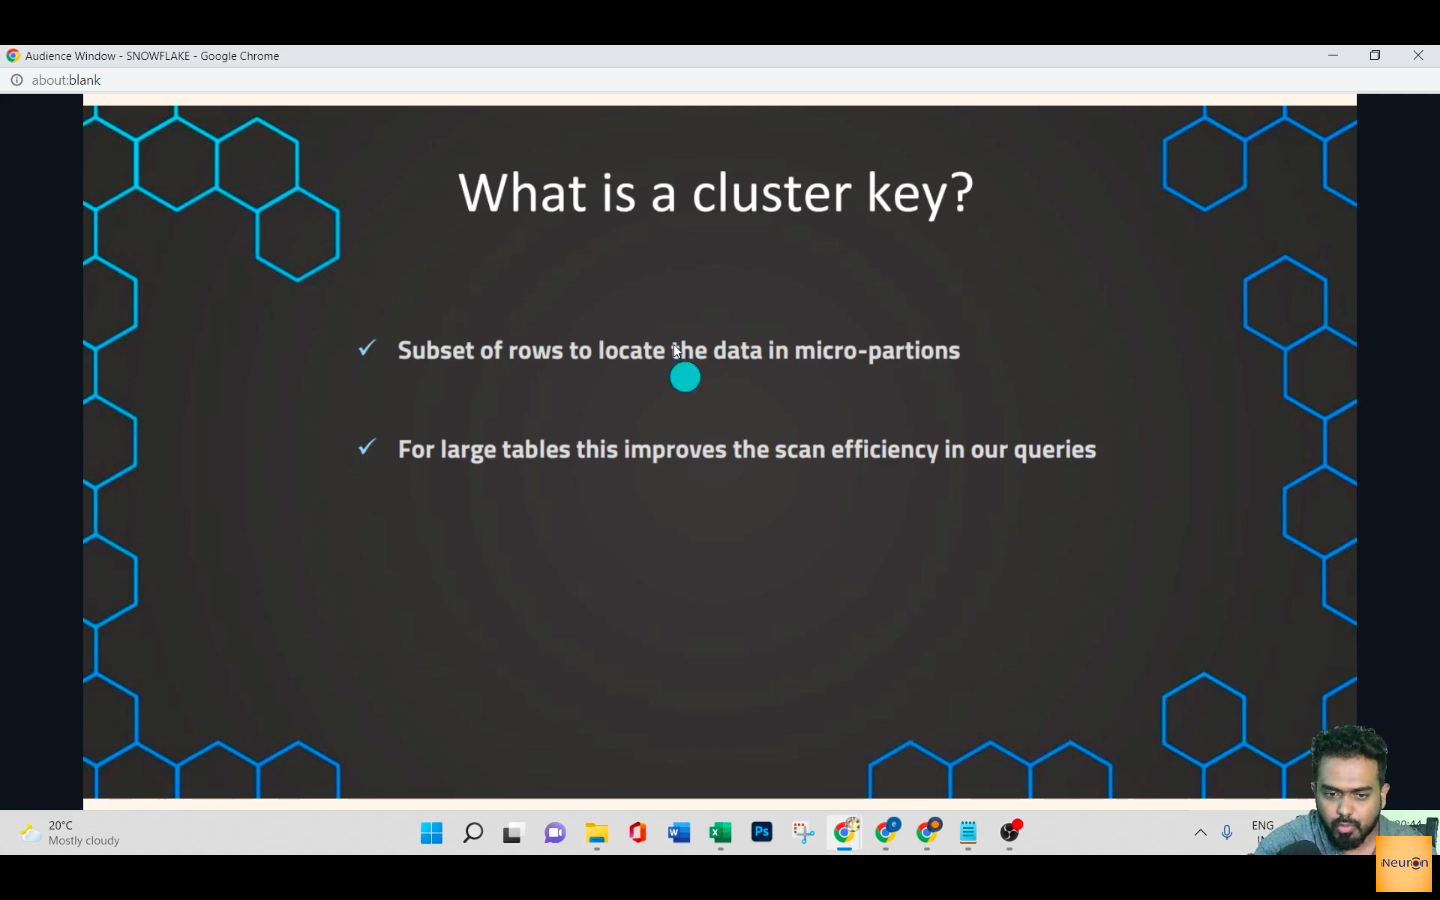 Audience Window - SNOWFLAKE - Google Chrome
about:blank
What is a cluster key?
✓ Subset of rows to locate the data in micro-partions
✓ For large tables this improves the scan efficiency in our queries
20°C
Mostly cloudy
ENG
Neuron